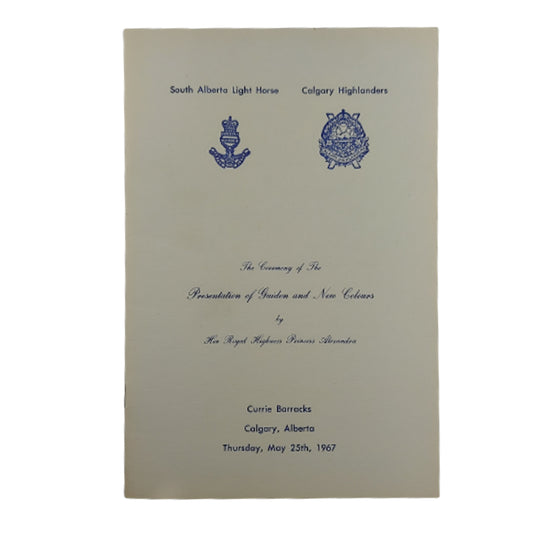 South Alberta Light Horse Calgary Highlanders
The Ceremony of The
Presentation of Guidon and New Colours
by
Her Royal Highness Princess Alexandra
Currie Barracks
Calgary, Alberta
Thursday, May 25th, 1967